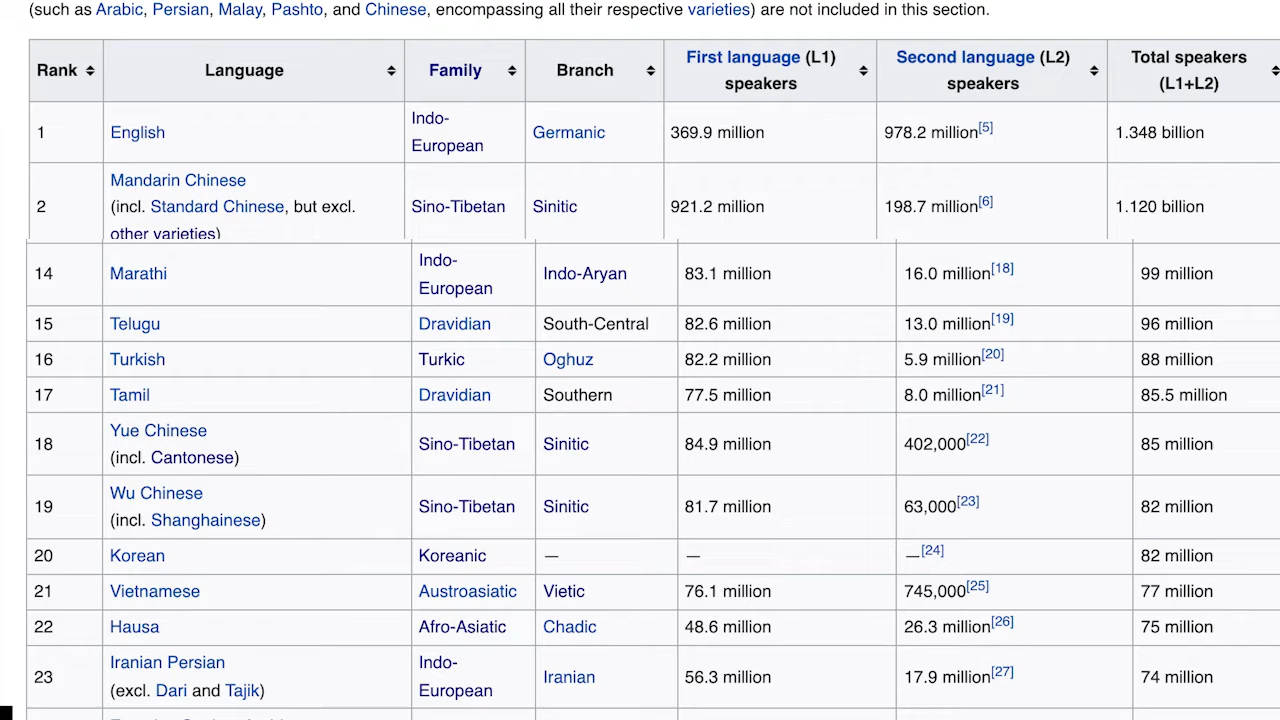 (such as Arabic, Persian, Malay, Pashto, and Chinese, encompassing all their respective varieties) are not included in this section.
Rank Language Family Branch First language (L1) speakers Second language (L2) speakers Total speakers (L1+L2)
1 English Indo-European Germanic 369.9 million 978.2 million[5] 1.348 billion
2 Mandarin Chinese (incl. Standard Chinese, but excl. other varieties) Sino-Tibetan Sinitic 921.2 million 198.7 million[6] 1.120 billion
14 Marathi Indo-European Indo-Aryan 83.1 million 16.0 million[18] 99 million
15 Telugu Dravidian South-Central 82.6 million 13.0 million[19] 96 million
16 Turkish Turkic Oghuz 82.2 million 5.9 million[20] 88 million
17 Tamil Dravidian Southern 77.5 million 8.0 million[21] 85.5 million
18 Yue Chinese (incl. Cantonese) Sino-Tibetan Sinitic 84.9 million 402,000[22] 85 million
19 Wu Chinese (incl. Shanghainese) Sino-Tibetan Sinitic 81.7 million 63,000[23] 82 million
20 Korean Koreanic — — —[24] 82 million
21 Vietnamese Austroasiatic Vietic 76.1 million 745,000[25] 77 million
22 Hausa Afro-Asiatic Chadic 48.6 million 26.3 million[26] 75 million
23 Iranian Persian (excl. Dari and Tajik) Indo-European Iranian 56.3 million 17.9 million[27] 74 million